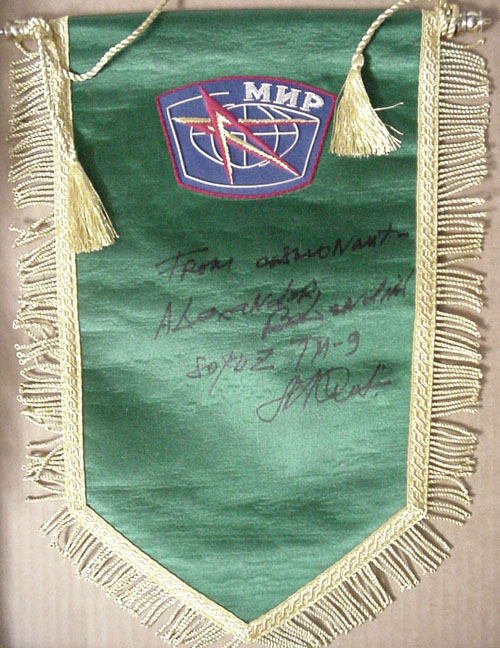 МИР
FROM COSMONAUT-
ALEXANDER
SOYUZ TM-9